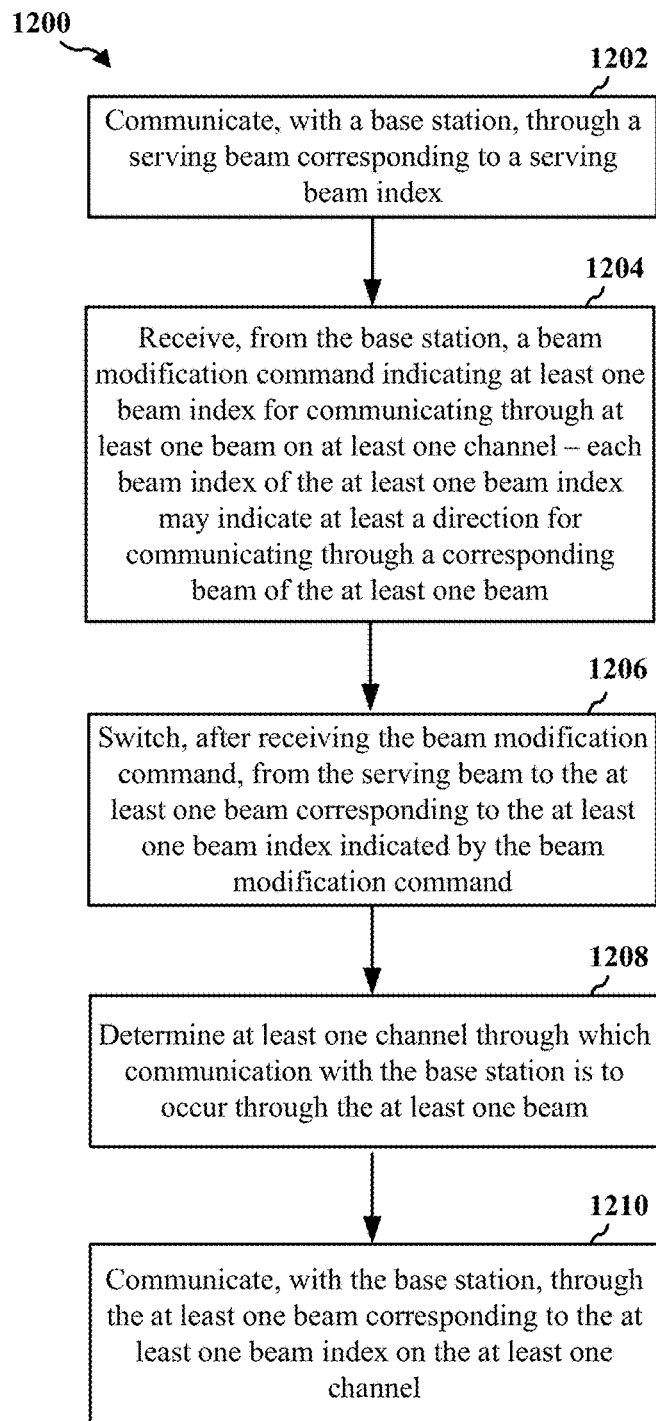 1200
1202
Communicate, with a base station, through a
serving beam corresponding to a serving
beam index
1204
Receive, from the base station, a beam
modification command indicating at least one
beam index for communicating through at
least one beam on at least one channel – each
beam index of the at least one beam index
may indicate at least a direction for
communicating through a corresponding
beam of the at least one beam
1206
Switch, after receiving the beam modification
command, from the serving beam to the at
least one beam corresponding to the at least
one beam index indicated by the beam
modification command
1208
Determine at least one channel through which
communication with the base station is to
occur through the at least one beam
1210
Communicate, with the base station, through
the at least one beam corresponding to the at
least one beam index on the at least one
channel